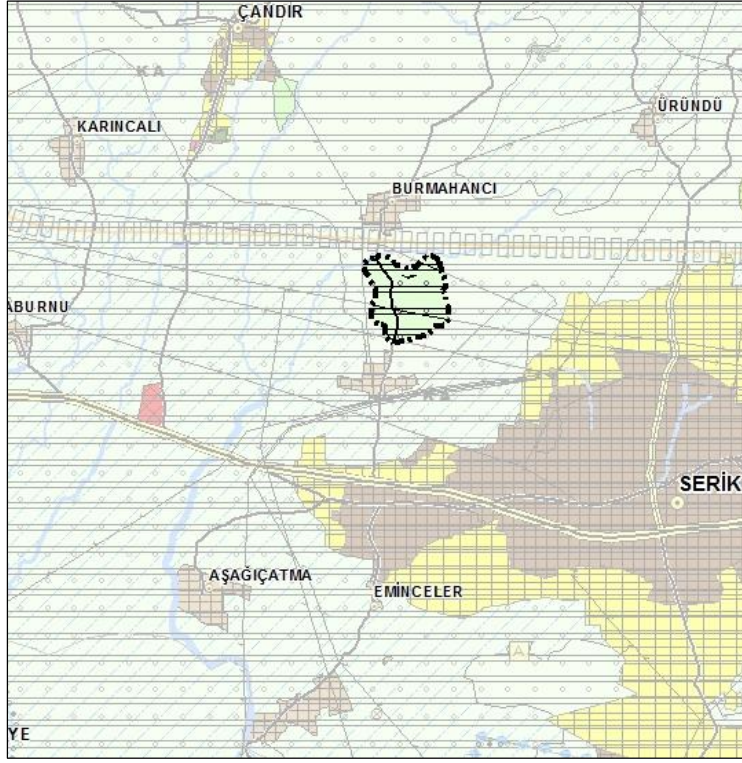 ÇANDIR
KA
ÜRÜNDÜ
KARINCALI
BURMAHANCI
ABURNU
KA
SERİK
AŞAĞIÇATMA
EMİNCELER
A
YE